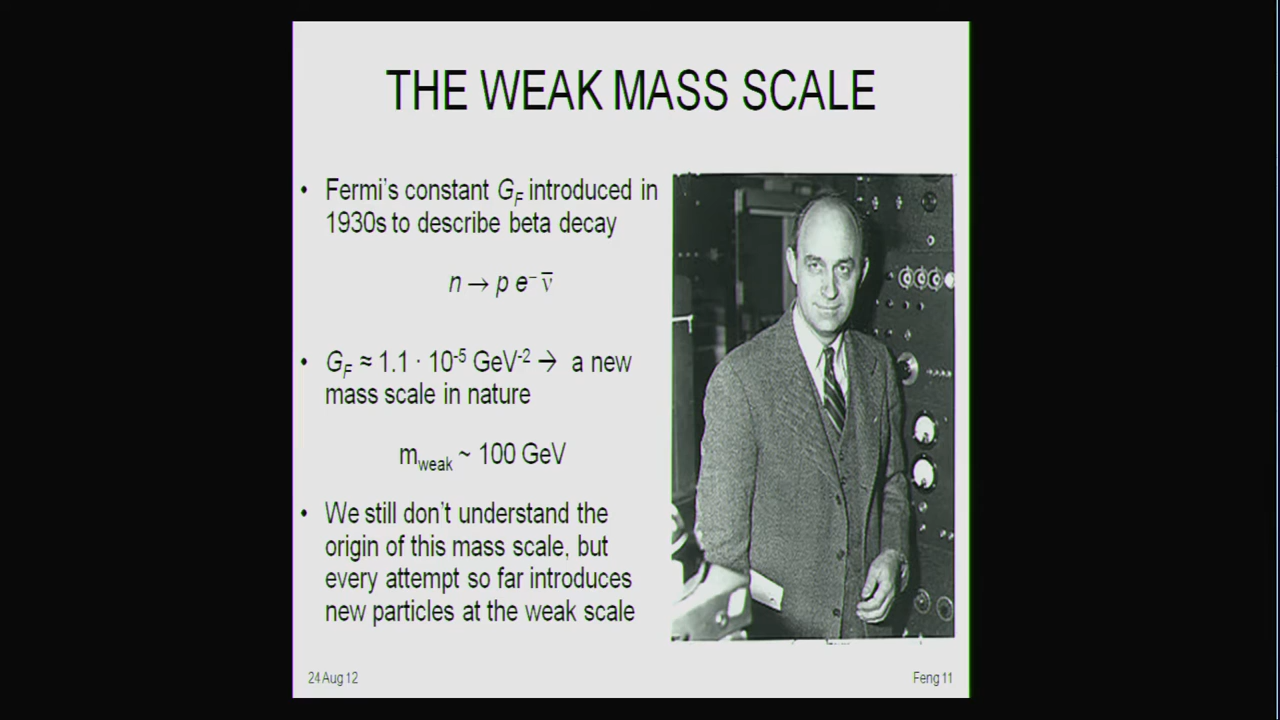 THE WEAK MASS SCALE
• Fermi's constant G_F introduced in
1930s to describe beta decay
n → p e⁻ ν̅
• G_F ≈ 1.1 · 10⁻⁵ GeV⁻² → a new
mass scale in nature
m_weak ~ 100 GeV
• We still don't understand the
origin of this mass scale, but
every attempt so far introduces
new particles at the weak scale
24 Aug 12
Feng 11